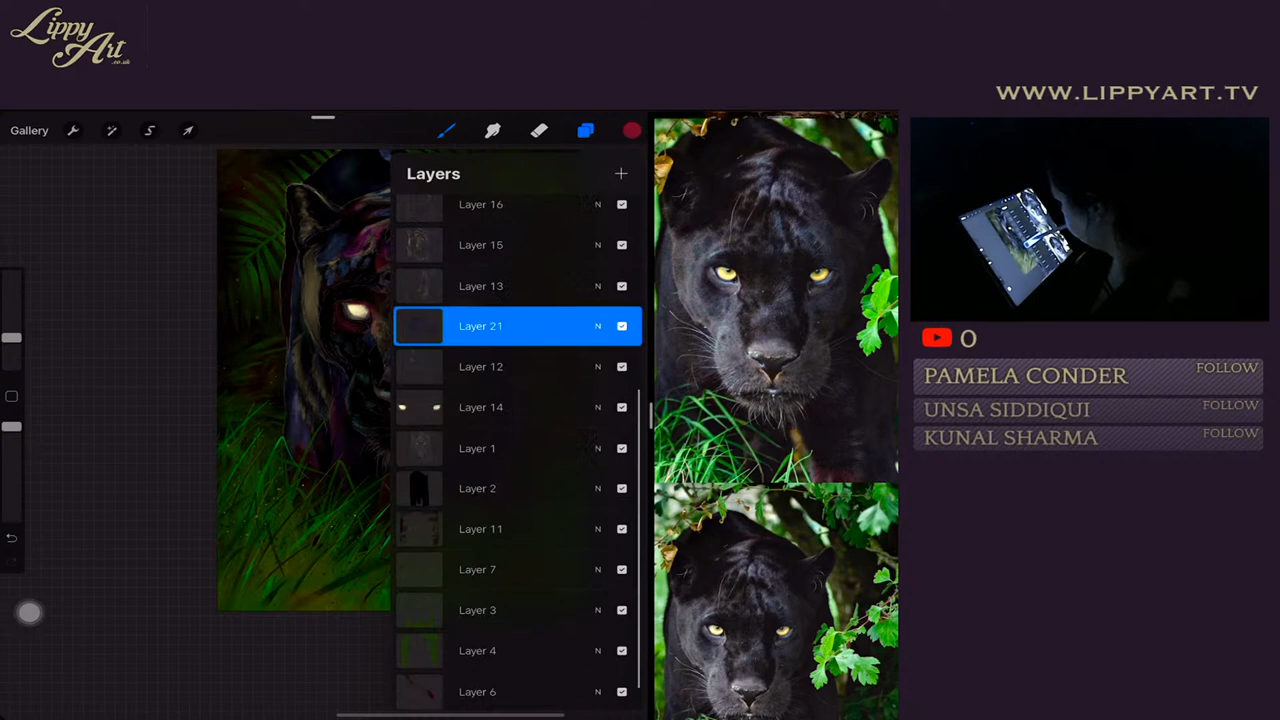 Lippy
Art
.co.uk
WWW.LIPPYART.TV
Gallery
Layers
Layer 16 N
Layer 15 N
Layer 13 N
Layer 21 N
Layer 12 N
Layer 14 N
Layer 1 N
Layer 2 N
Layer 11 N
Layer 7 N
Layer 3 N
Layer 4 N
Layer 6 N
0
PAMELA CONDER FOLLOW
UNSA SIDDIQUI FOLLOW
KUNAL SHARMA FOLLOW